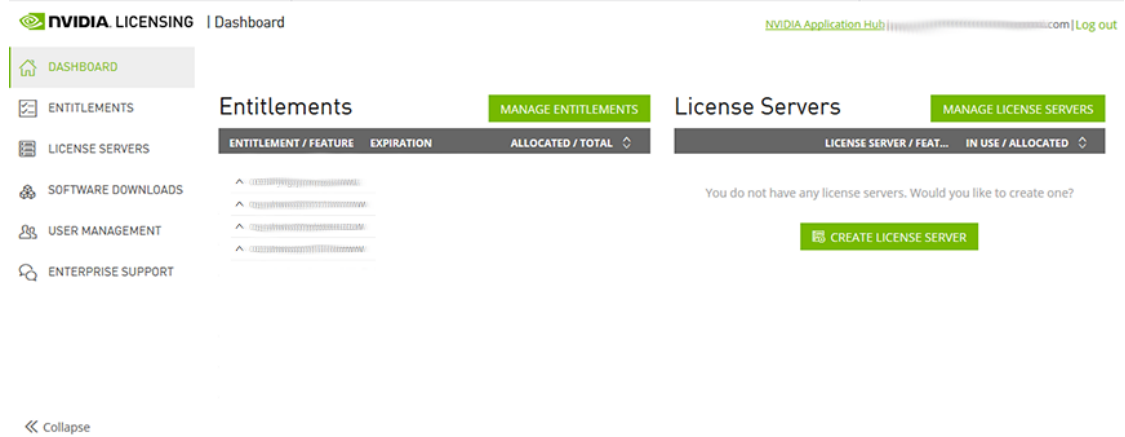 NVIDIA. LICENSING | Dashboard
NVIDIA Application Hub | .com | Log out
DASHBOARD
ENTITLEMENTS
LICENSE SERVERS
SOFTWARE DOWNLOADS
USER MANAGEMENT
ENTERPRISE SUPPORT
Collapse
Entitlements
MANAGE ENTITLEMENTS
ENTITLEMENT / FEATURE EXPIRATION ALLOCATED / TOTAL
License Servers
MANAGE LICENSE SERVERS
LICENSE SERVER / FEAT... IN USE / ALLOCATED
You do not have any license servers. Would you like to create one?
CREATE LICENSE SERVER